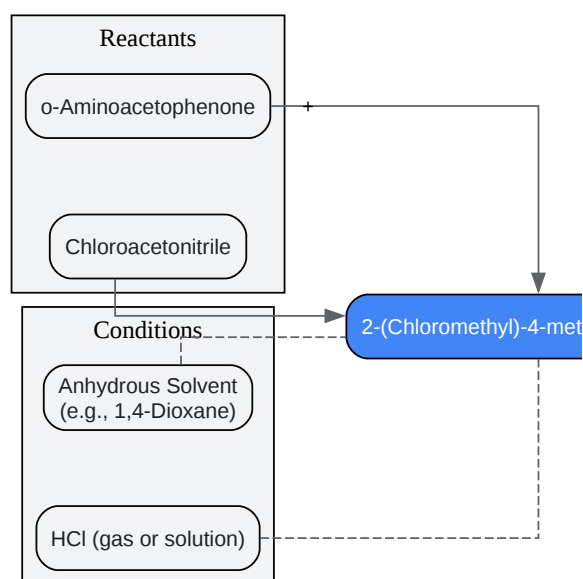 Reactants
o-Aminoacetophenone
+
Chloroacetonitrile
2-(Chloromethyl)-4-met
Conditions
Anhydrous Solvent
(e.g., 1,4-Dioxane)
HCl (gas or solution)